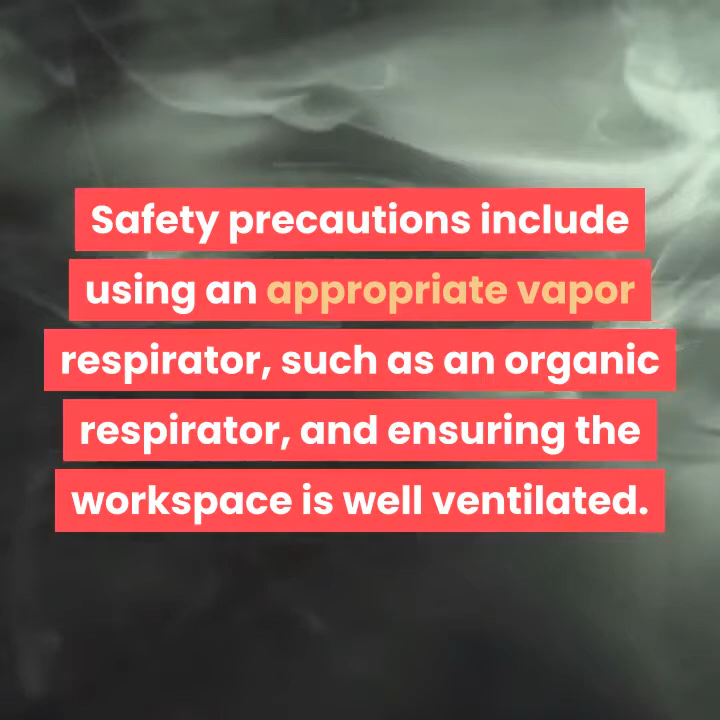 Safety precautions include
using an appropriate vapor
respirator, such as an organic
respirator, and ensuring the
workspace is well ventilated.